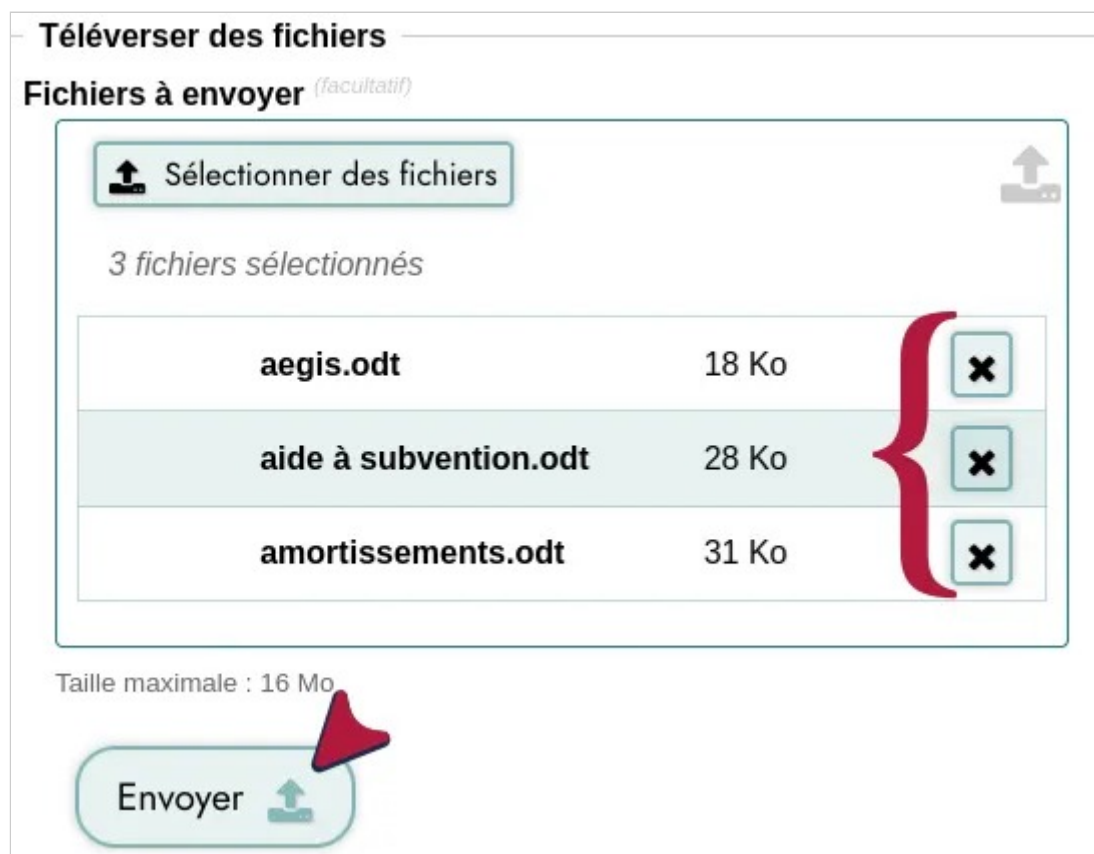 Téléverser des fichiers
Fichiers à envoyer (facultatif)
Sélectionner des fichiers
3 fichiers sélectionnés
aegis.odt 18 Ko
aide à subvention.odt 28 Ko
amortissements.odt 31 Ko
Taille maximale : 16 Mo
Envoyer